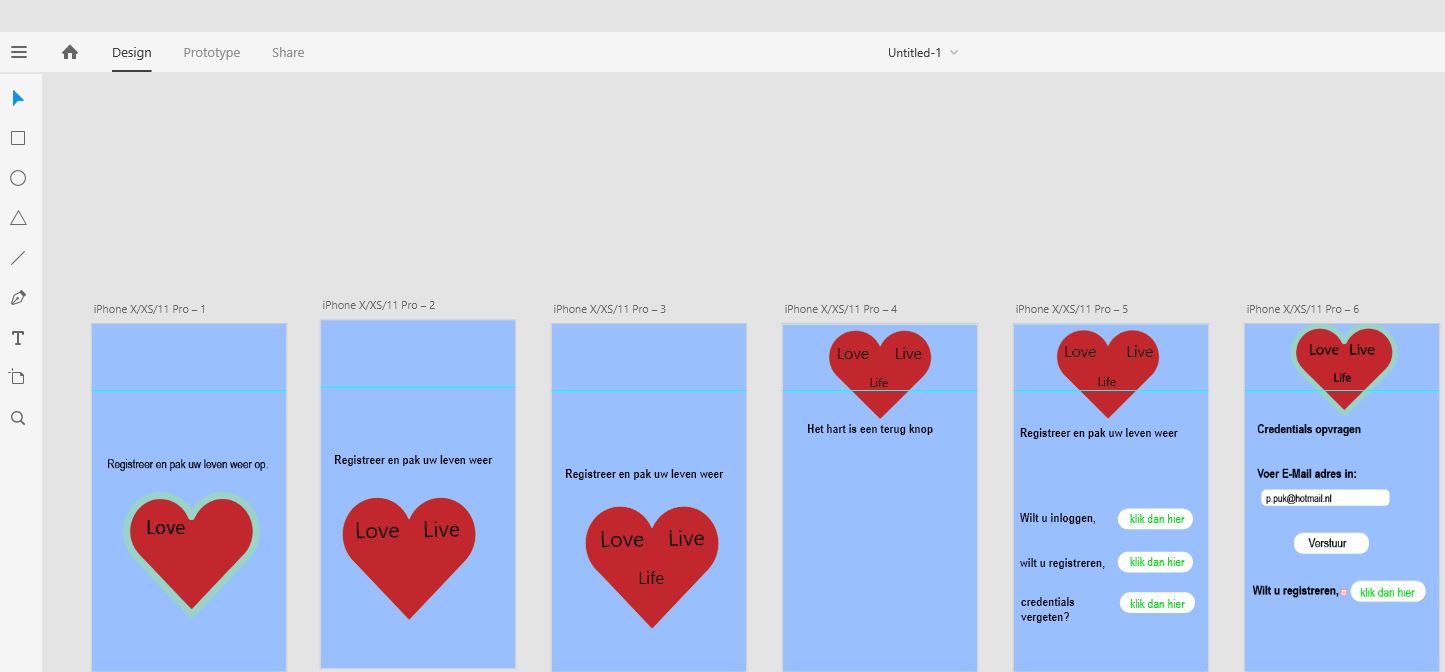 Design Prototype Share Untitled-1
iPhone X/XS/11 Pro – 1
Registreer en pak uw leven weer op.
Love
iPhone X/XS/11 Pro – 2
Registreer en pak uw leven weer
Love Live
iPhone X/XS/11 Pro – 3
Registreer en pak uw leven weer
Love Live
Life
iPhone X/XS/11 Pro – 4
Love Live
Life
Het hart is een terug knop
iPhone X/XS/11 Pro – 5
Love Live
Life
Registreer en pak uw leven weer
Wilt u inloggen, klik dan hier
wilt u registreren, klik dan hier
credentials
vergeten? klik dan hier
iPhone X/XS/11 Pro – 6
Love Live
Life
Credentials opvragen
Voer E-Mail adres in:
p.puk@hotmail.nl
Verstuur
Wilt u registreren, klik dan hier